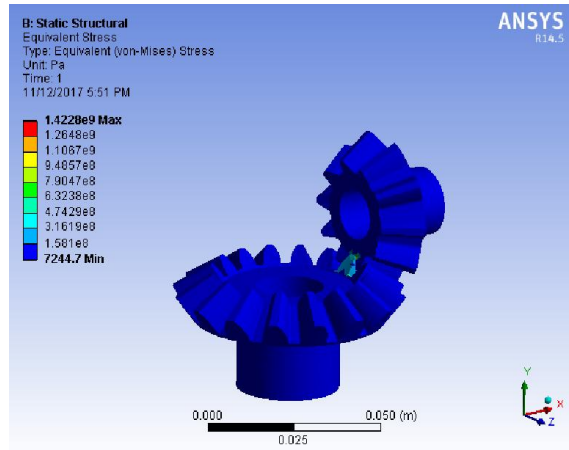 B: Static Structural
Equivalent Stress
Type: Equivalent (von-Mises) Stress
Unit: Pa
Time: 1
11/12/2017 5:51 PM
1.4228e9 Max
1.2648e9
1.1067e9
9.4857e8
7.9047e8
6.3238e8
4.7429e8
3.1619e8
1.581e8
7244.7 Min
ANSYS
R14.5
0.000
0.050 (m)
0.025
Y
X
Z